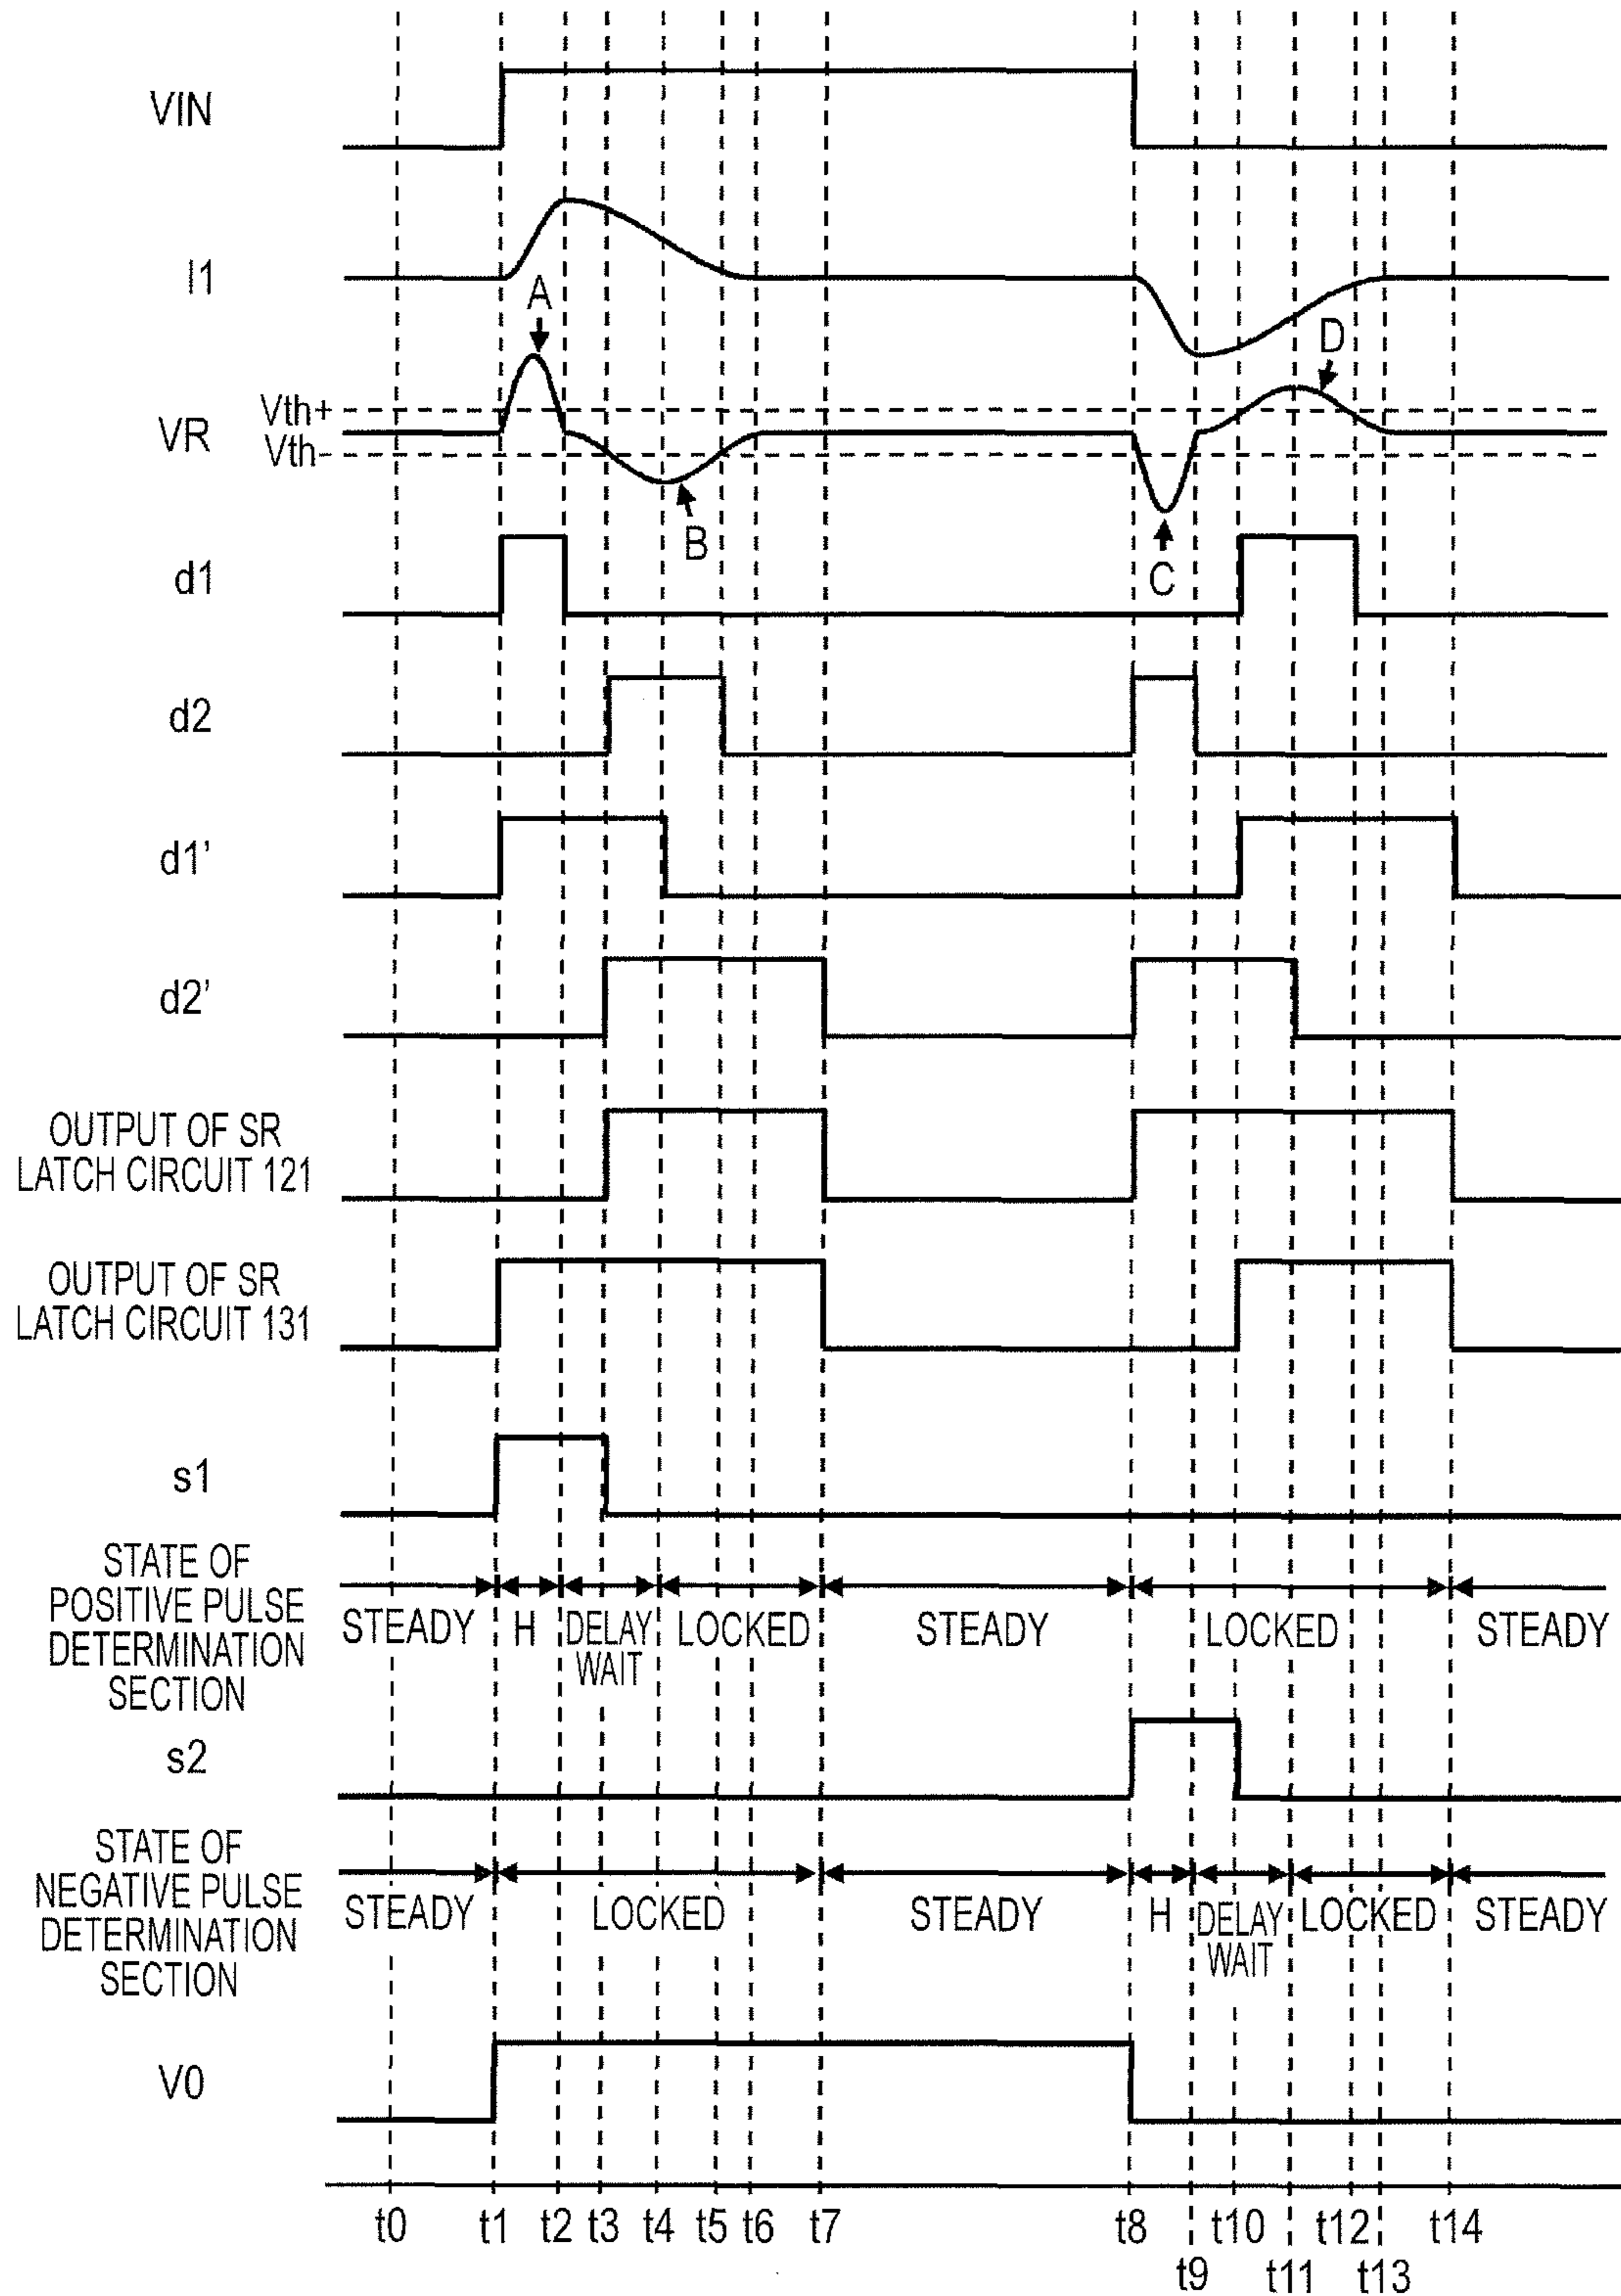 VIN
I1
A
D
Vth+
VR
Vth-
B
C
d1
d2
d1'
d2'
OUTPUT OF SR
LATCH CIRCUIT 121
OUTPUT OF SR
LATCH CIRCUIT 131
s1
STATE OF
POSITIVE PULSE
DETERMINATION
SECTION
STEADY H DELAY LOCKED STEADY LOCKED STEADY
WAIT
s2
STATE OF
NEGATIVE PULSE
DETERMINATION
SECTION
STEADY LOCKED STEADY H DELAY LOCKED STEADY
WAIT
V0
t0 t1 t2 t3 t4 t5 t6 t7 t8 t10 t12 t14
t9 t11 t13